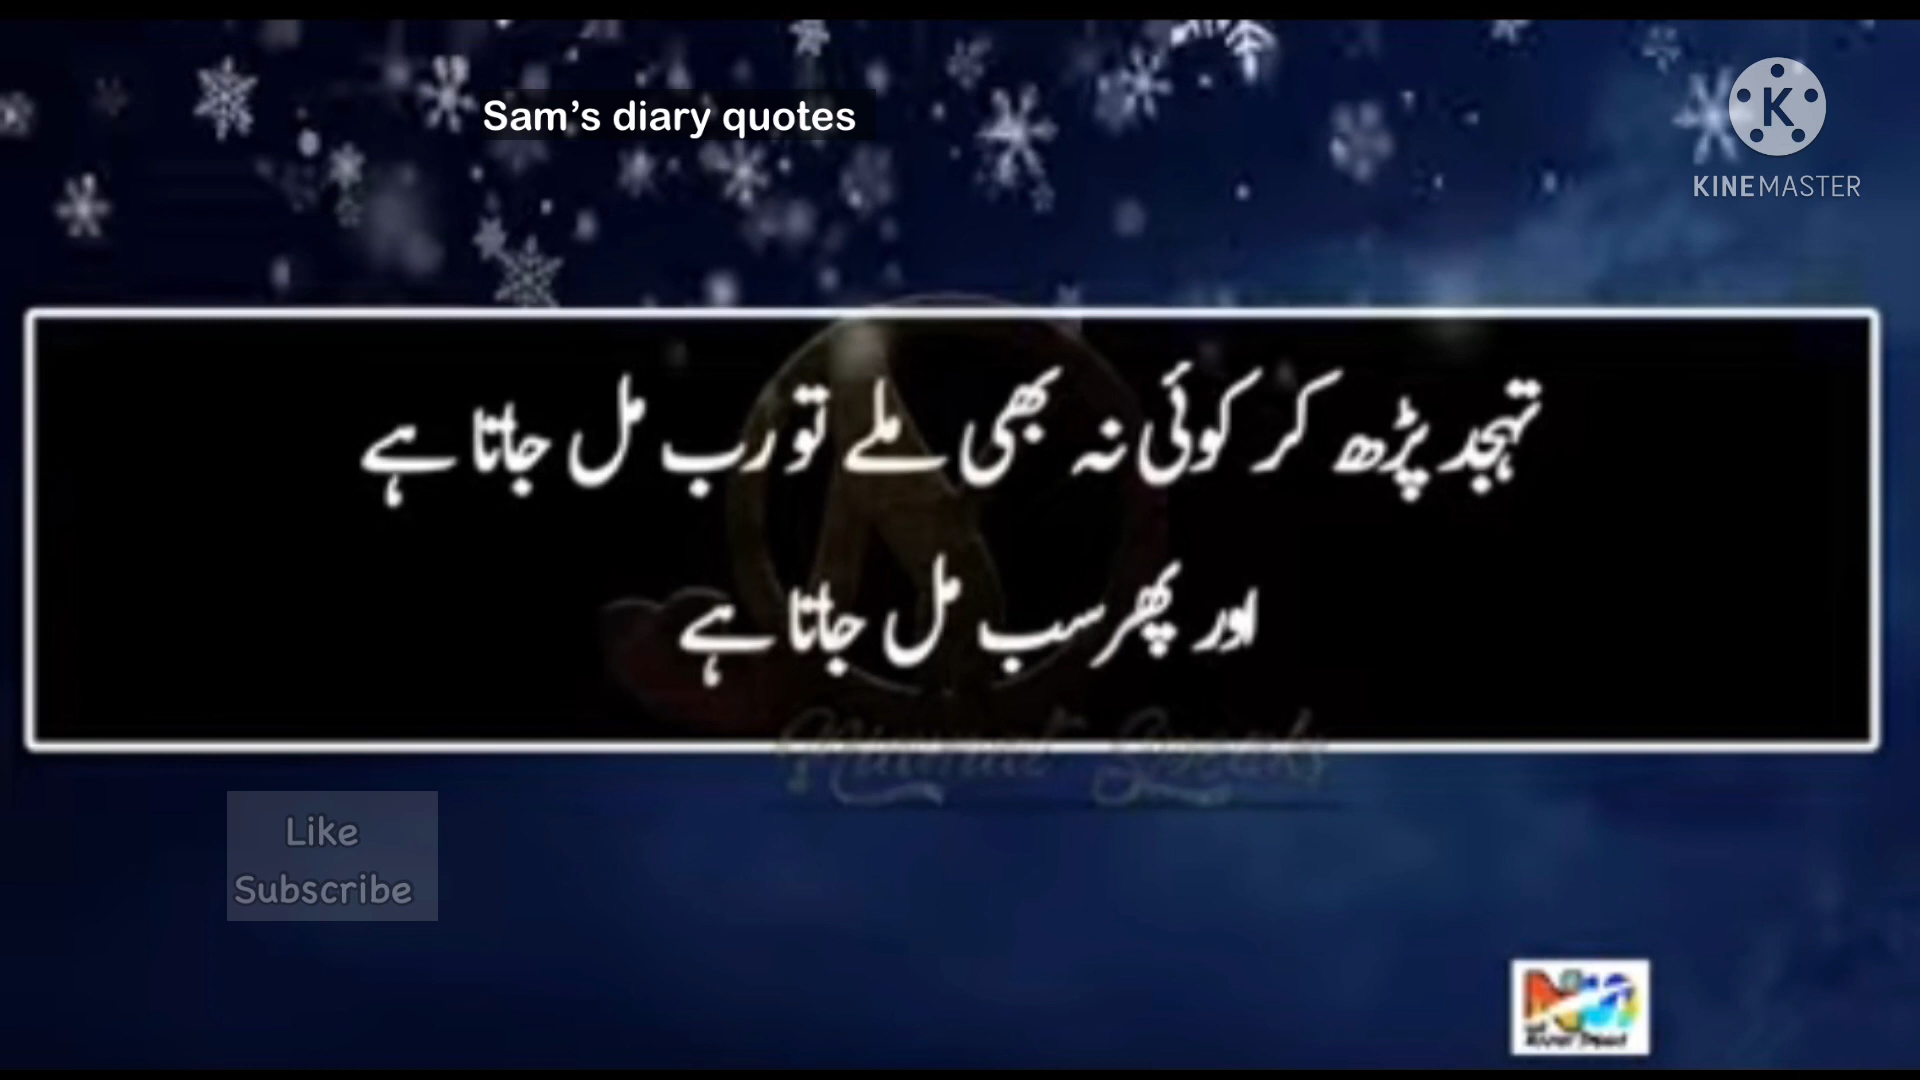 Sam's diary quotes
KINEMASTER
تہجد پڑھ کر کوئی نہ بھی ملے تو رب مل جاتا ہے
اور پھر سب مل جاتا ہے
Like
Subscribe